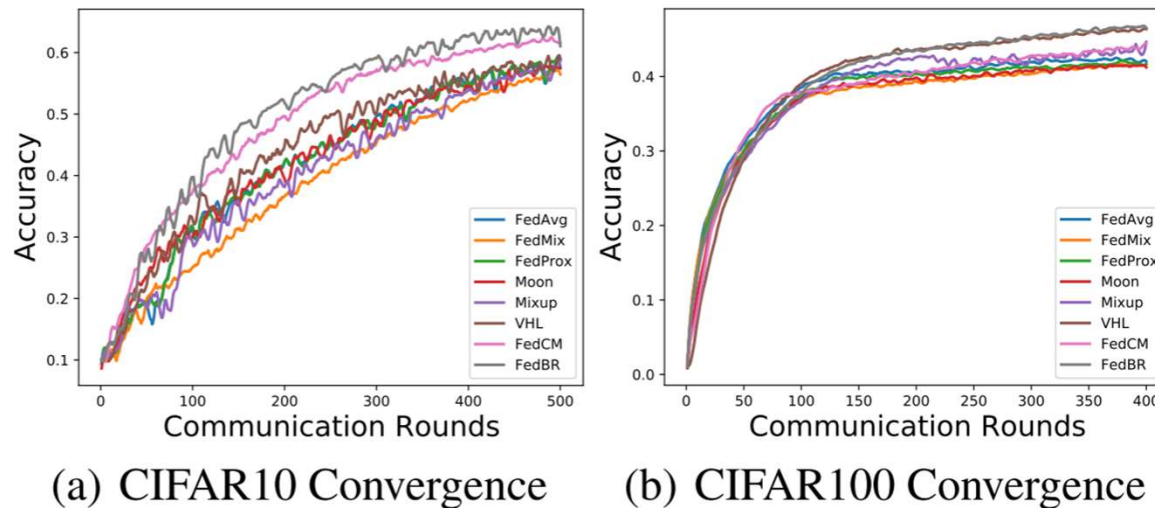 Accuracy
0.6
0.5
0.4
0.3
0.2
0.1
FedAvg
FedMix
FedProx
Moon
Mixup
VHL
FedCM
FedBR
0 100 200 300 400 500
Communication Rounds
(a) CIFAR10 Convergence
Accuracy
0.4
0.3
0.2
0.1
0.0
FedAvg
FedMix
FedProx
Moon
Mixup
VHL
FedCM
FedBR
0 50 100 150 200 250 300 350 400
Communication Rounds
(b) CIFAR100 Convergence